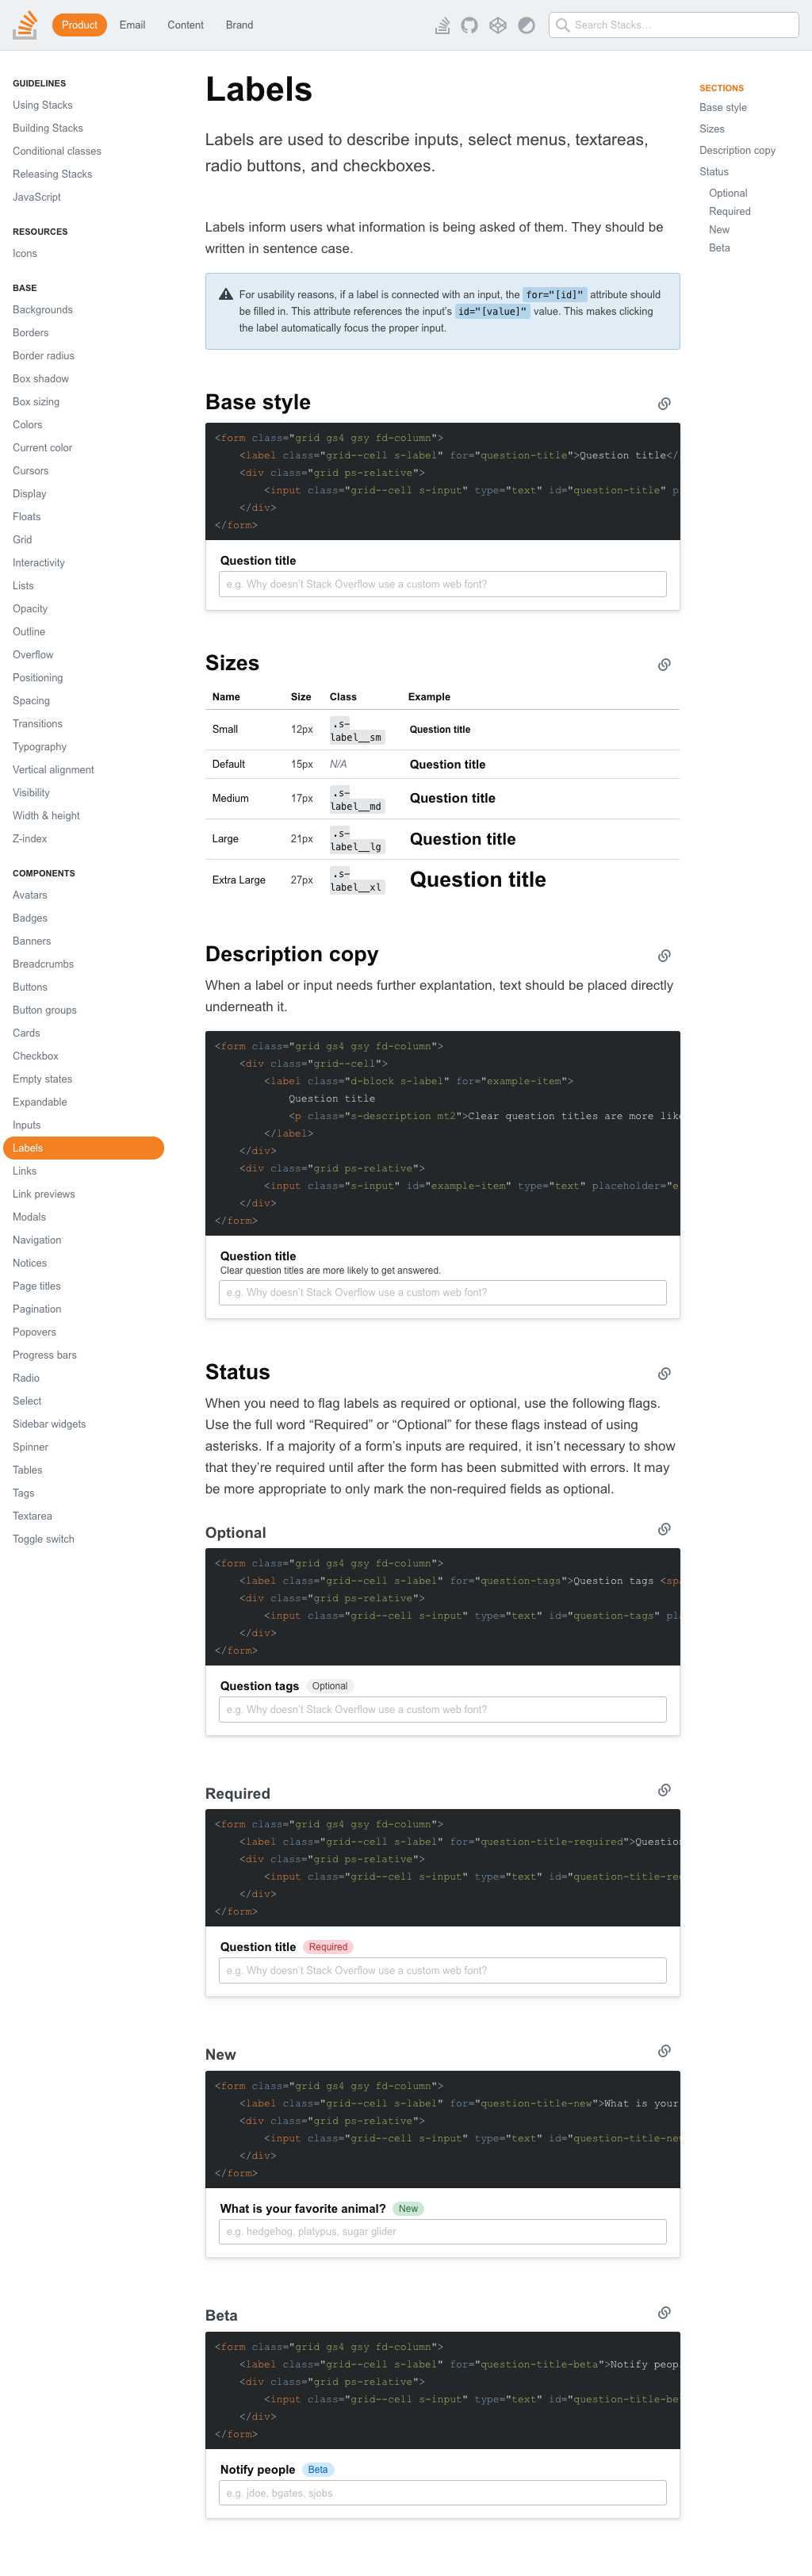 Product Email Content Brand
Search Stacks…
GUIDELINES
Using Stacks
Building Stacks
Conditional classes
Releasing Stacks
JavaScript
RESOURCES
Icons
BASE
Backgrounds
Borders
Border radius
Box shadow
Box sizing
Colors
Current color
Cursors
Display
Floats
Grid
Interactivity
Lists
Opacity
Outline
Overflow
Positioning
Spacing
Transitions
Typography
Vertical alignment
Visibility
Width & height
Z-index
COMPONENTS
Avatars
Badges
Banners
Breadcrumbs
Buttons
Button groups
Cards
Checkbox
Empty states
Expandable
Inputs
Labels
Links
Link previews
Modals
Navigation
Notices
Page titles
Pagination
Popovers
Progress bars
Radio
Select
Sidebar widgets
Spinner
Tables
Tags
Textarea
Toggle switch
Labels
Labels are used to describe inputs, select menus, textareas,
radio buttons, and checkboxes.
Labels inform users what information is being asked of them. They should be
written in sentence case.
For usability reasons, if a label is connected with an input, the for="[id]" attribute should
be filled in. This attribute references the input's id="[value]" value. This makes clicking
the label automatically focus the proper input.
Base style
<form class="grid gs4 gsy fd-column">
<label class="grid--cell s-label" for="question-title">Question title</
<div class="grid ps-relative">
<input class="grid--cell s-input" type="text" id="question-title" p
</div>
</form>
Question title
e.g. Why doesn't Stack Overflow use a custom web font?
Sizes
Name Size Class Example
Small 12px .s-label__sm Question title
Default 15px N/A Question title
Medium 17px .s-label__md Question title
Large 21px .s-label__lg Question title
Extra Large 27px .s-label__xl Question title
Description copy
When a label or input needs further explantation, text should be placed directly
underneath it.
<form class="grid gs4 gsy fd-column">
<div class="grid--cell">
<label class="d-block s-label" for="example-item">
Question title
<p class="s-description mt2">Clear question titles are more like
</label>
</div>
<div class="grid ps-relative">
<input class="s-input" id="example-item" type="text" placeholder="e
</div>
</form>
Question title
Clear question titles are more likely to get answered.
e.g. Why doesn't Stack Overflow use a custom web font?
Status
When you need to flag labels as required or optional, use the following flags.
Use the full word “Required” or “Optional” for these flags instead of using
asterisks. If a majority of a form's inputs are required, it isn't necessary to show
that they're required until after the form has been submitted with errors. It may
be more appropriate to only mark the non-required fields as optional.
Optional
<form class="grid gs4 gsy fd-column">
<label class="grid--cell s-label" for="question-tags">Question tags <spa
<div class="grid ps-relative">
<input class="grid--cell s-input" type="text" id="question-tags" pla
</div>
</form>
Question tags Optional
e.g. Why doesn't Stack Overflow use a custom web font?
Required
<form class="grid gs4 gsy fd-column">
<label class="grid--cell s-label" for="question-title-required">Question
<div class="grid ps-relative">
<input class="grid--cell s-input" type="text" id="question-title-req
</div>
</form>
Question title Required
e.g. Why doesn't Stack Overflow use a custom web font?
New
<form class="grid gs4 gsy fd-column">
<label class="grid--cell s-label" for="question-title-new">What is your
<div class="grid ps-relative">
<input class="grid--cell s-input" type="text" id="question-title-new
</div>
</form>
What is your favorite animal? New
e.g. hedgehog, platypus, sugar glider
Beta
<form class="grid gs4 gsy fd-column">
<label class="grid--cell s-label" for="question-title-beta">Notify peop
<div class="grid ps-relative">
<input class="grid--cell s-input" type="text" id="question-title-be
</div>
</form>
Notify people Beta
e.g. jdoe, bgates, sjobs
SECTIONS
Base style
Sizes
Description copy
Status
Optional
Required
New
Beta